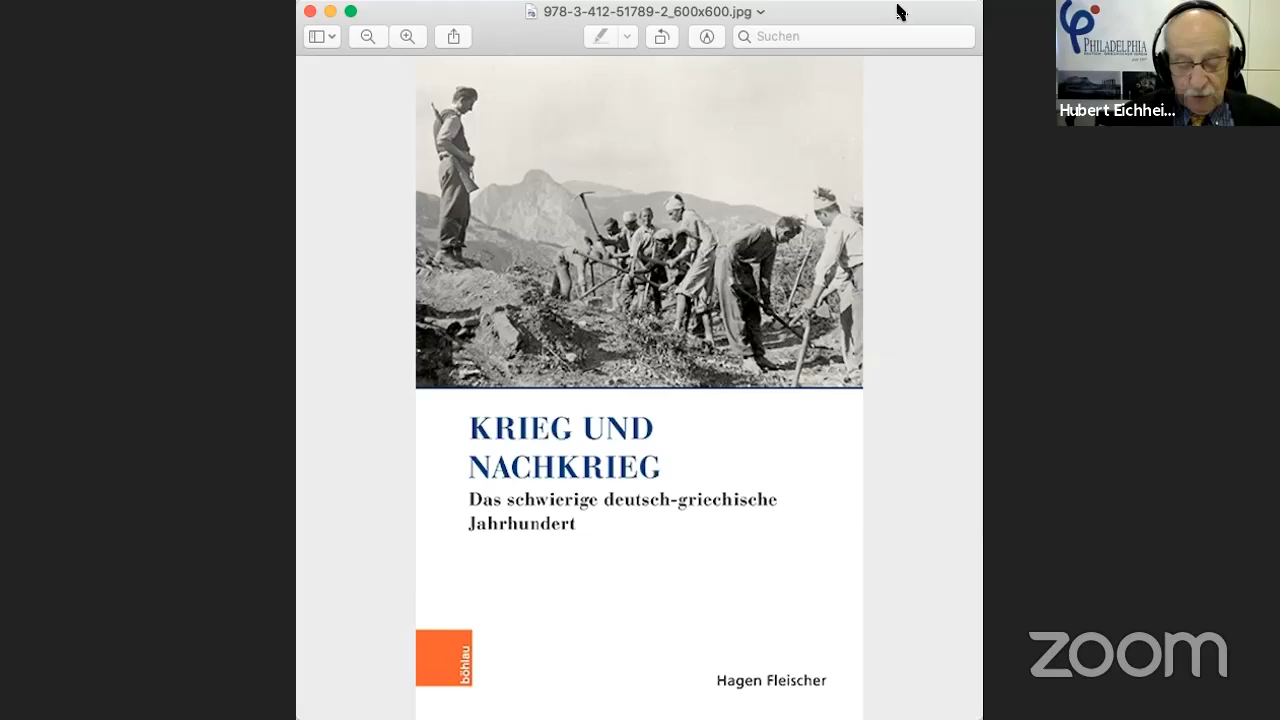 978-3-412-51789-2_600x600.jpg
Suchen
PHILADELPHIA
Hubert Eichhei...
KRIEG UND
NACHKRIEG
Das schwierige deutsch-griechische
Jahrhundert
böhlau
Hagen Fleischer
zoom